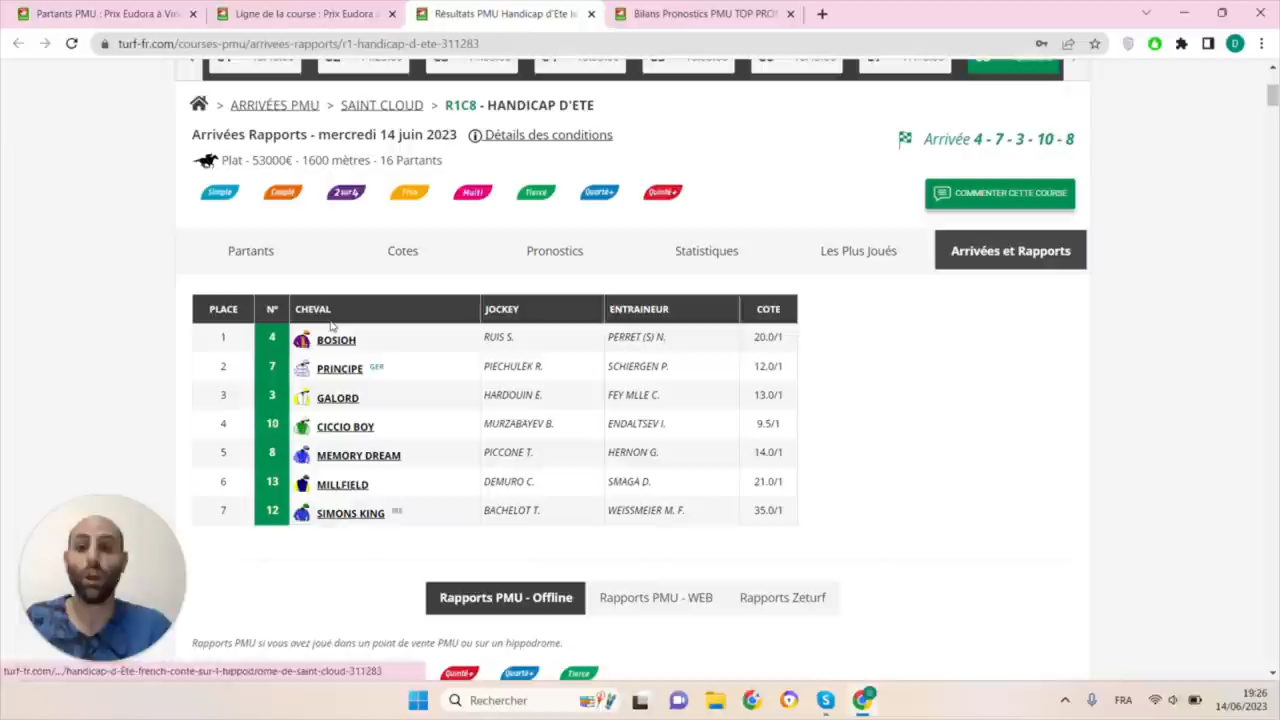 Partants PMU : Prix Eudora à Vin
Ligne de la course : Prix Eudora à
Résultats PMU Handicap d'Ete le
Bilans Pronostics PMU TOP PRO
turf-fr.com/courses-pmu/arrivees-rapports/r1-handicap-d-ete-311283
D
> ARRIVÉES PMU > SAINT CLOUD > R1C8 - HANDICAP D'ETE
Arrivées Rapports - mercredi 14 juin 2023 Détails des conditions
Arrivée 4 - 7 - 3 - 10 - 8
Plat - 53000€ - 1600 mètres - 16 Partants
Simple Couplé 2 sur 4 Trio Multi Tiercé Quarté+ Quinté+
COMMENTER CETTE COURSE
Partants Cotes Pronostics Statistiques Les Plus Joués Arrivées et Rapports
PLACE N° CHEVAL JOCKEY ENTRAINEUR COTE
1 4 BOSIOH RUIS S. PERRET (S) N. 20.0/1
2 7 PRINCIPE GER PIECHULEK R. SCHIERGEN P. 12.0/1
3 3 GALORD HARDOUIN E. FEY MLLE C. 13.0/1
4 10 CICCIO BOY MURZABAYEV B. ENDALTSEV I. 9.5/1
5 8 MEMORY DREAM PICCONE T. HERNON G. 14.0/1
6 13 MILLFIELD DEMURO C. SMAGA D. 21.0/1
7 12 SIMONS KING IRE BACHELOT T. WEISSMEIER M. F. 35.0/1
Rapports PMU - Offline Rapports PMU - WEB Rapports Zeturf
Rapports PMU si vous avez joué dans un point de vente PMU ou sur un hippodrome.
Quinté+ Quarté+ Tiercé
turf-fr.com/.../handicap-d-Ete-french-conte-sur-l-hippodrome-de-saint-cloud-311283
Rechercher
FRA
19:26
14/06/2023